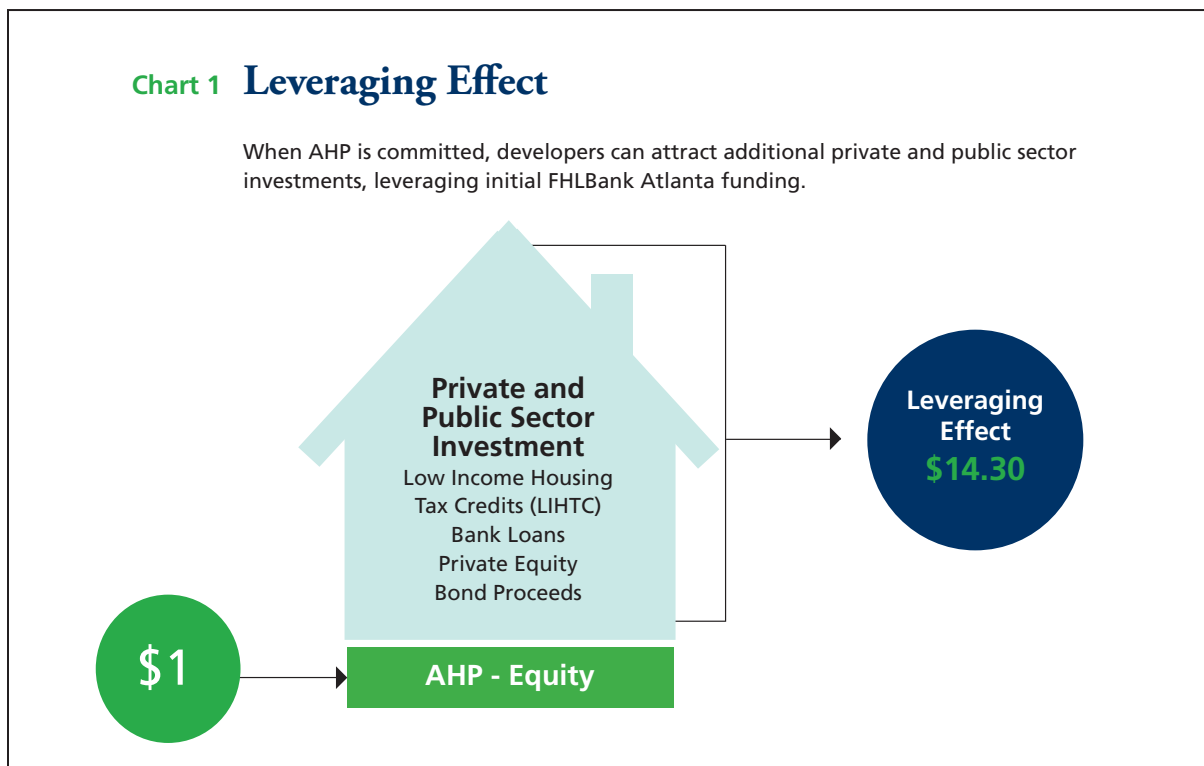 Chart 1 Leveraging Effect
When AHP is committed, developers can attract additional private and public sector
investments, leveraging initial FHLBank Atlanta funding.
Private and
Public Sector
Investment
Low Income Housing
Tax Credits (LIHTC)
Bank Loans
Private Equity
Bond Proceeds
Leveraging
Effect
$14.30
$1
AHP - Equity